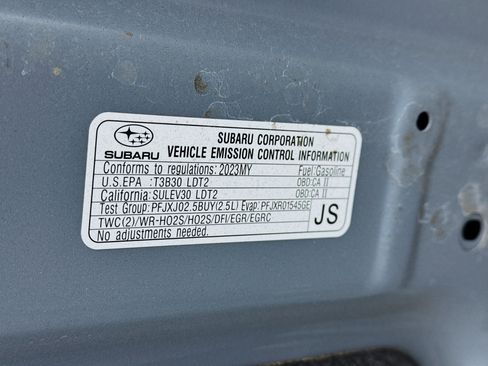 SUBARU CORPORATION
SUBARU VEHICLE EMISSION CONTROL INFORMATION
Conforms to regulations: 2023MY Fuel:Gasoline
U.S.EPA :T3B30 LDT2 OBD:CA II
California: SULEV30 LDT2 OBD:CA II
Test Group: PFJXJ02.5BUY(2.5L) Evap: PFJXR01545GE
TWC(2)/WR-HO2S/HO2S/DFI/EGR/EGRC
No adjustments needed.
JS